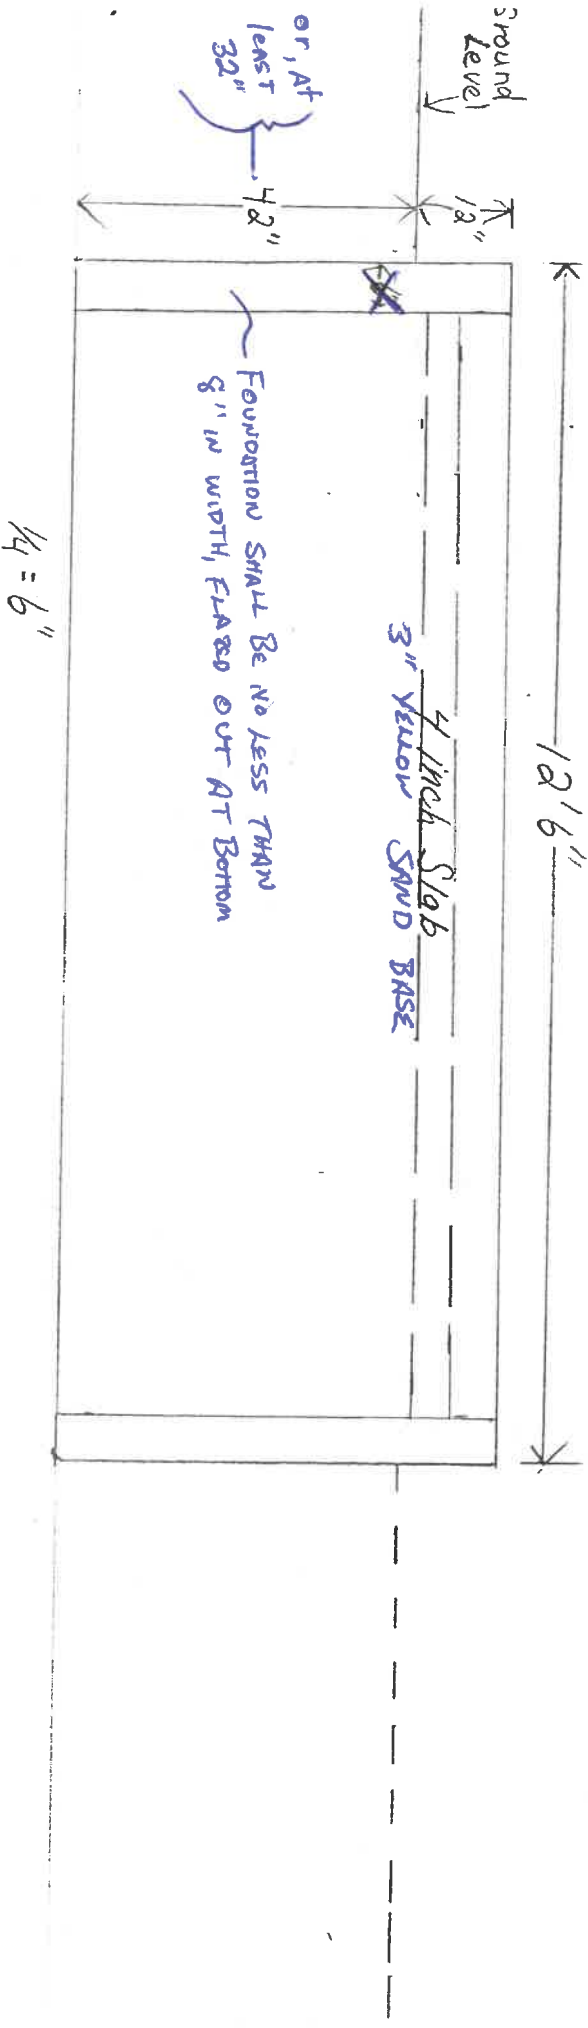 12'6"
Ground
Level
12"
42"
or, At
least
32"
4 inch Slab
3" YELLOW SAND BASE
FOUNDATION SHALL BE NO LESS THAN
8" IN WIDTH, FLARED OUT AT BOTTOM
1/4 = 6"